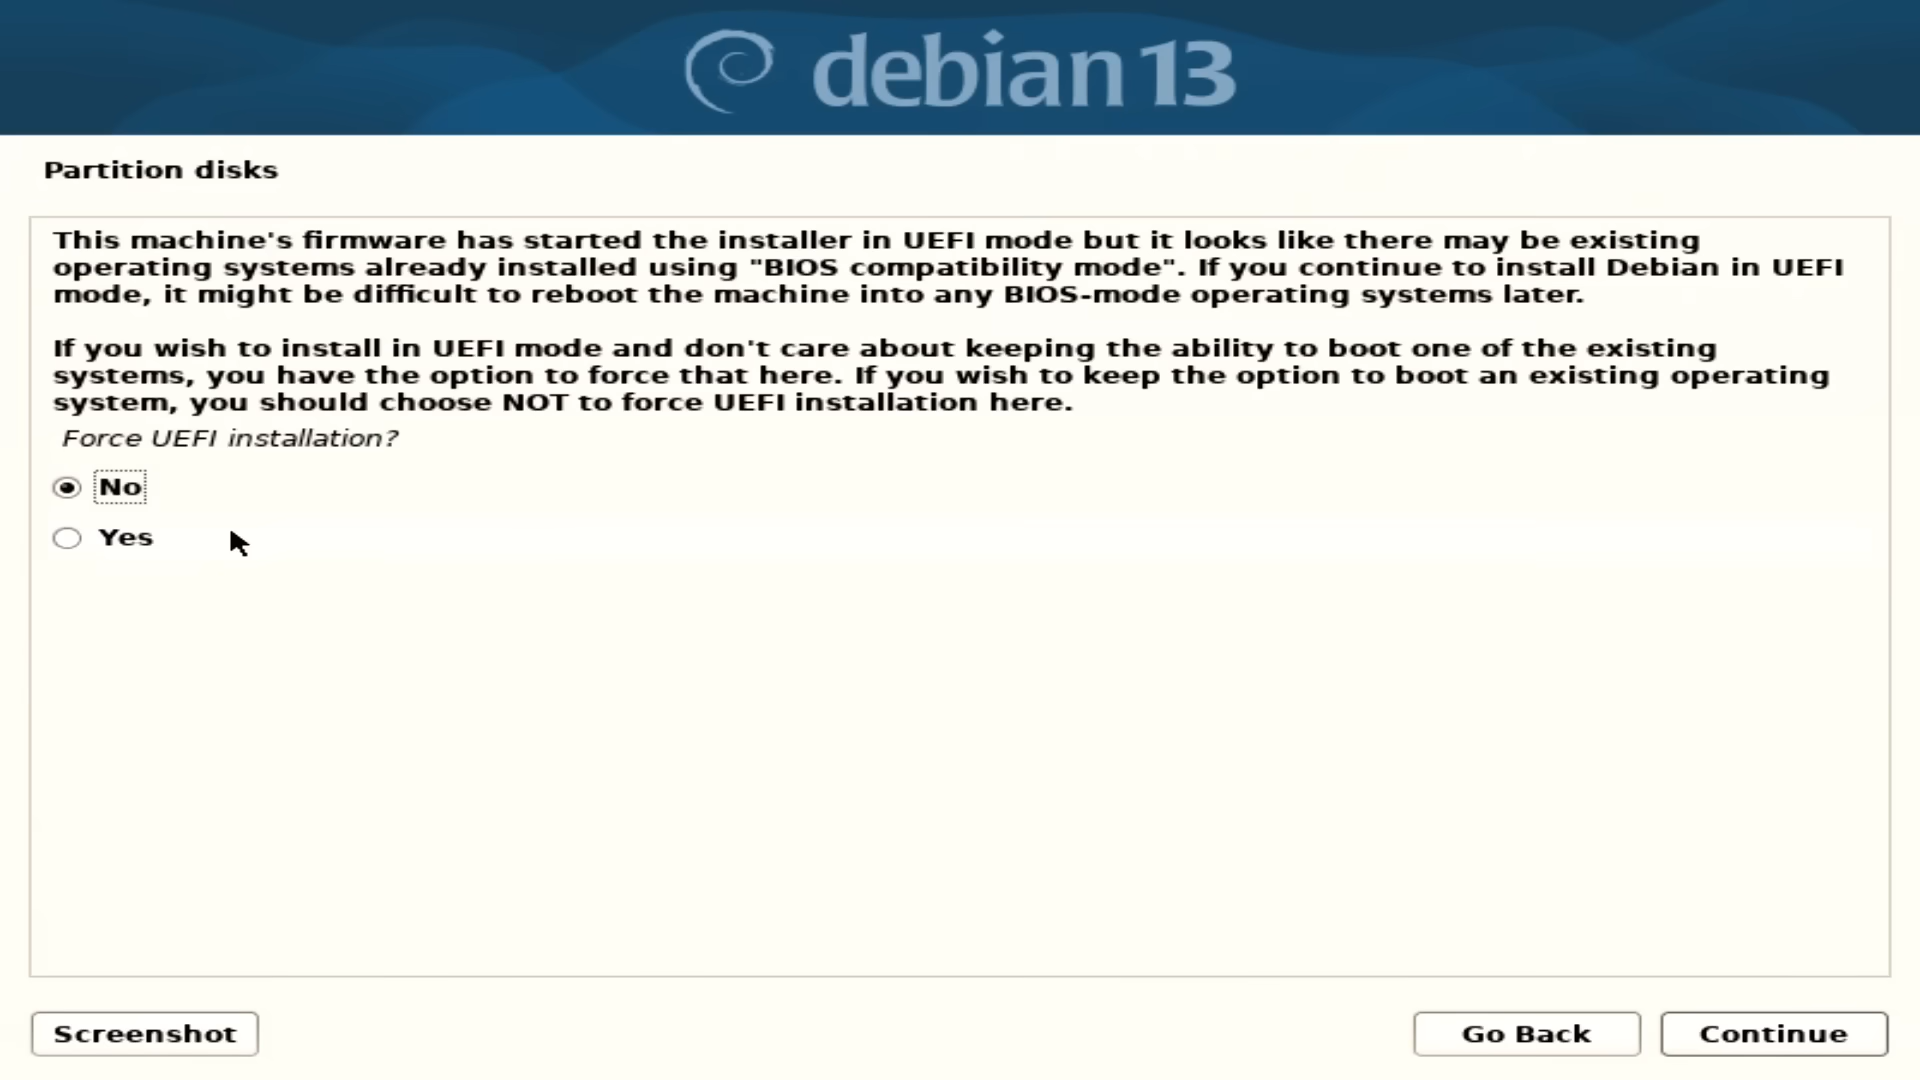 debian 13
Partition disks
This machine's firmware has started the installer in UEFI mode but it looks like there may be existing
operating systems already installed using "BIOS compatibility mode". If you continue to install Debian in UEFI
mode, it might be difficult to reboot the machine into any BIOS-mode operating systems later.
If you wish to install in UEFI mode and don't care about keeping the ability to boot one of the existing
systems, you have the option to force that here. If you wish to keep the option to boot an existing operating
system, you should choose NOT to force UEFI installation here.
Force UEFI installation?
No
Yes
Screenshot
Go Back
Continue